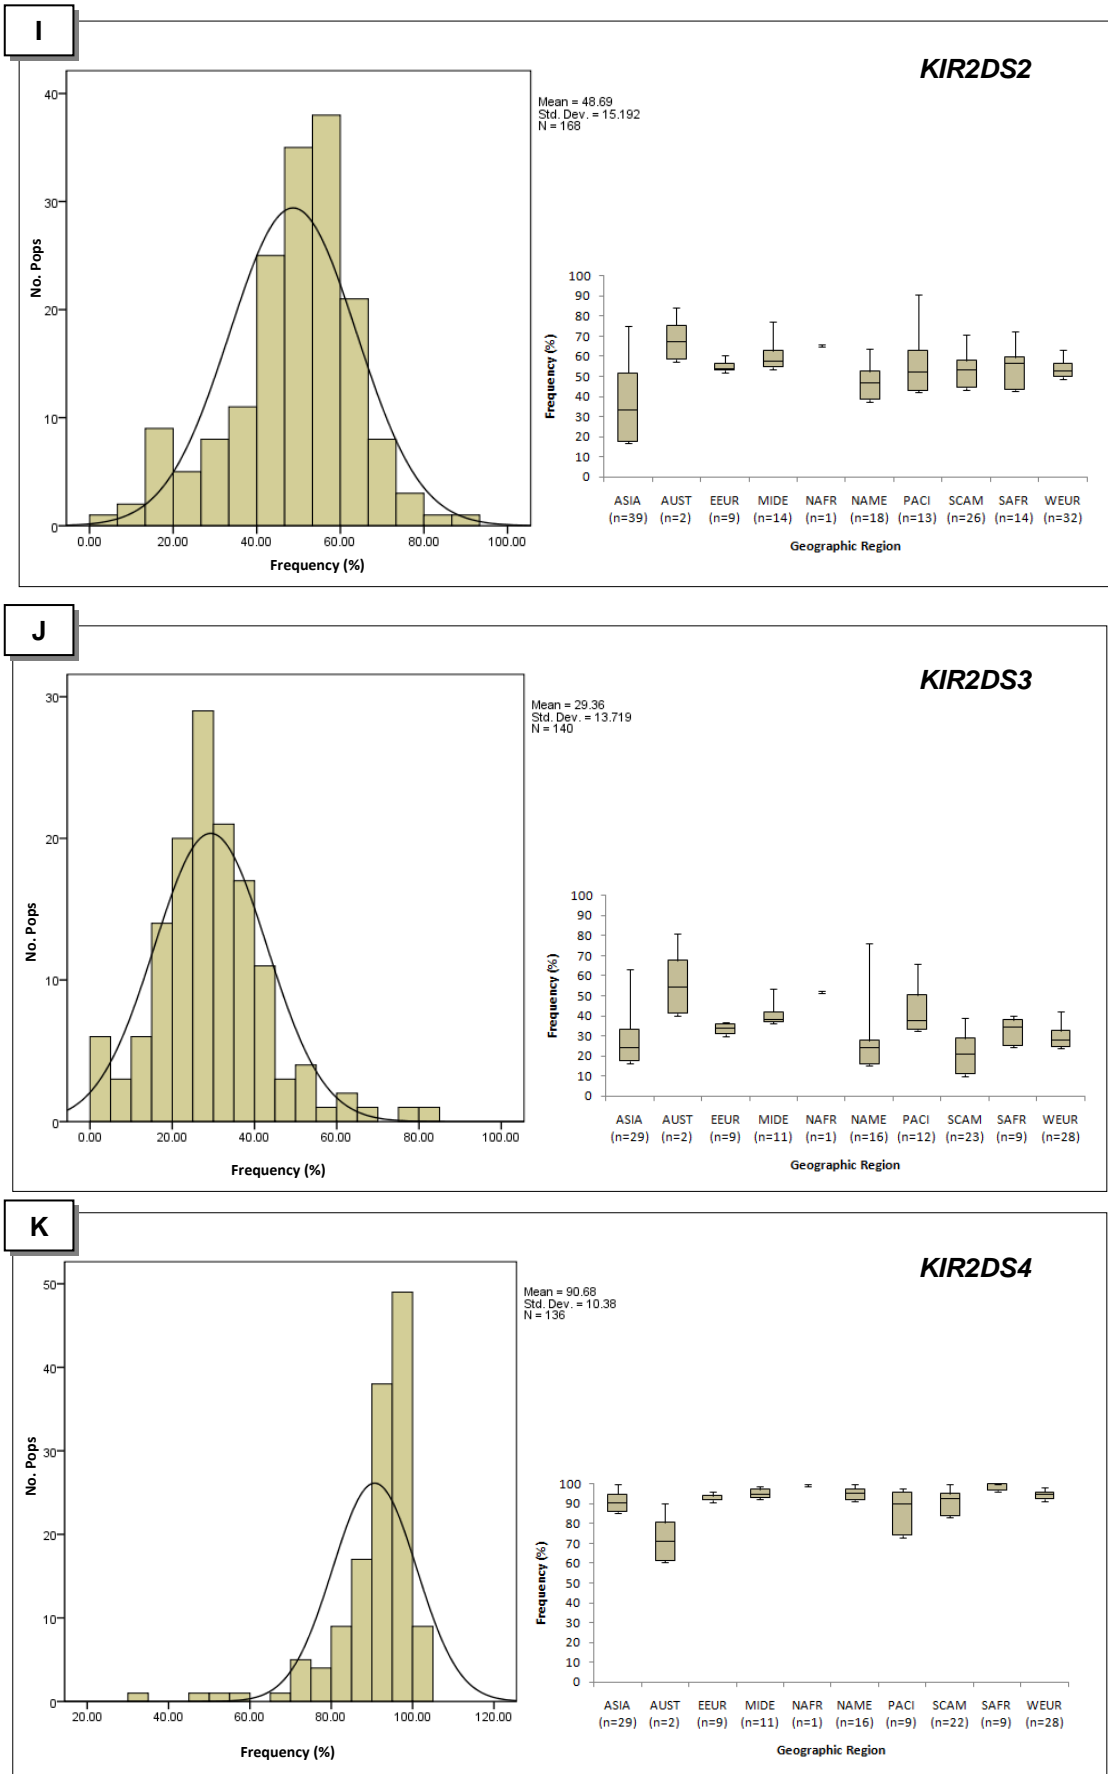 I
KIR2DS2
Mean = 48.69
Std. Dev. = 15.192
N = 168
No. Pops
40
30
20
10
0
0.00 20.00 40.00 60.00 80.00 100.00
Frequency (%)
Frequency (%)
100
90
80
70
60
50
40
30
20
10
0
ASIA AUST EEUR MIDE NAFR NAME PACI SCAM SAFR WEUR
(n=39) (n=2) (n=9) (n=14) (n=1) (n=18) (n=13) (n=26) (n=14) (n=32)
Geographic Region
J
KIR2DS3
Mean = 29.36
Std. Dev. = 13.719
N = 140
No. Pops
30
20
10
0
0.00 20.00 40.00 60.00 80.00 100.00
Frequency (%)
Frequency (%)
100
90
80
70
60
50
40
30
20
10
0
ASIA AUST EEUR MIDE NAFR NAME PACI SCAM SAFR WEUR
(n=29) (n=2) (n=9) (n=11) (n=1) (n=16) (n=12) (n=23) (n=9) (n=28)
Geographic Region
K
KIR2DS4
Mean = 90.68
Std. Dev. = 10.38
N = 136
No. Pops
50
40
30
20
10
0
20.00 40.00 60.00 80.00 100.00 120.00
Frequency (%)
Frequency (%)
100
90
80
70
60
50
40
30
20
10
0
ASIA AUST EEUR MIDE NAFR NAME PACI SCAM SAFR WEUR
(n=29) (n=2) (n=9) (n=11) (n=1) (n=16) (n=9) (n=22) (n=9) (n=28)
Geographic Region